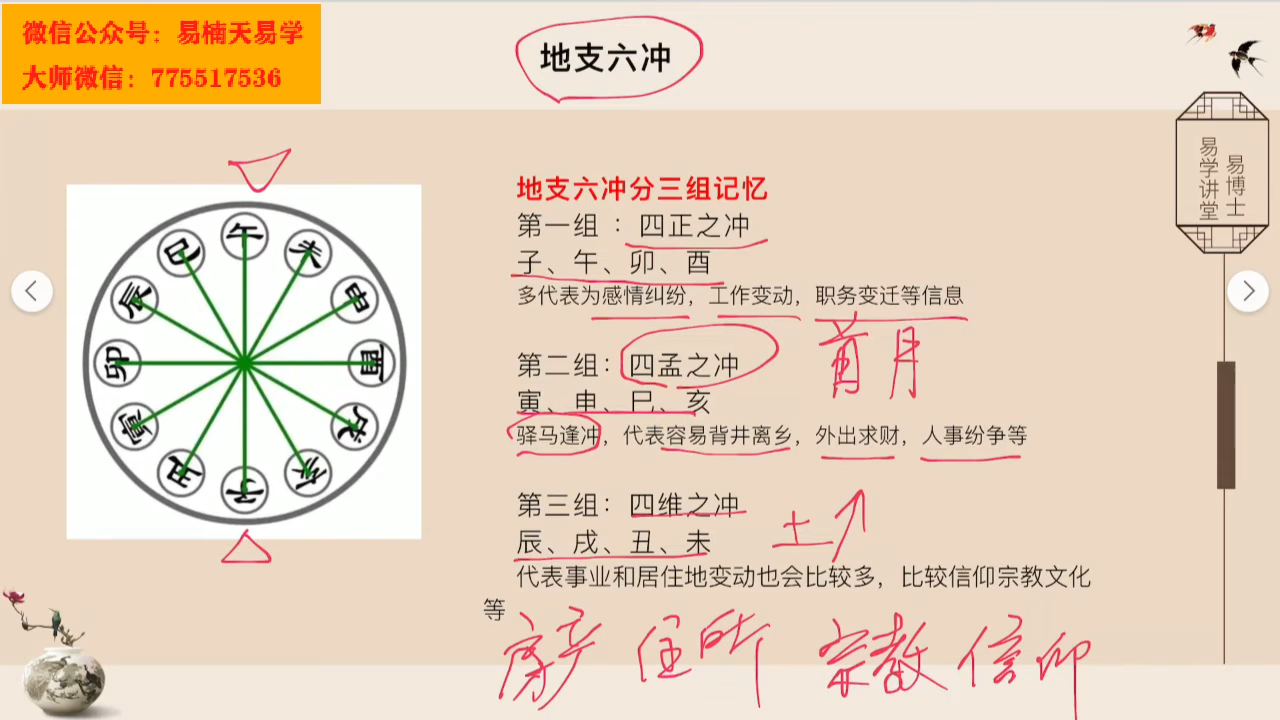 微信公众号：易楠天易学
大师微信：775517536
地支六冲
易学讲堂
易博士
午
未
申
酉
戌
亥
子
丑
寅
卯
辰
巳
地支六冲分三组记忆
第一组 ：四正之冲
子、午、卯、酉
多代表为感情纠纷，工作变动，职务变迁等信息
第二组：四孟之冲
首月
寅、申、巳、亥
驿马逢冲，代表容易背井离乡，外出求财，人事纷争等
第三组：四维之冲
土
辰、戌、丑、未
代表事业和居住地变动也会比较多，比较信仰宗教文化
等
房产 住所 宗教信仰